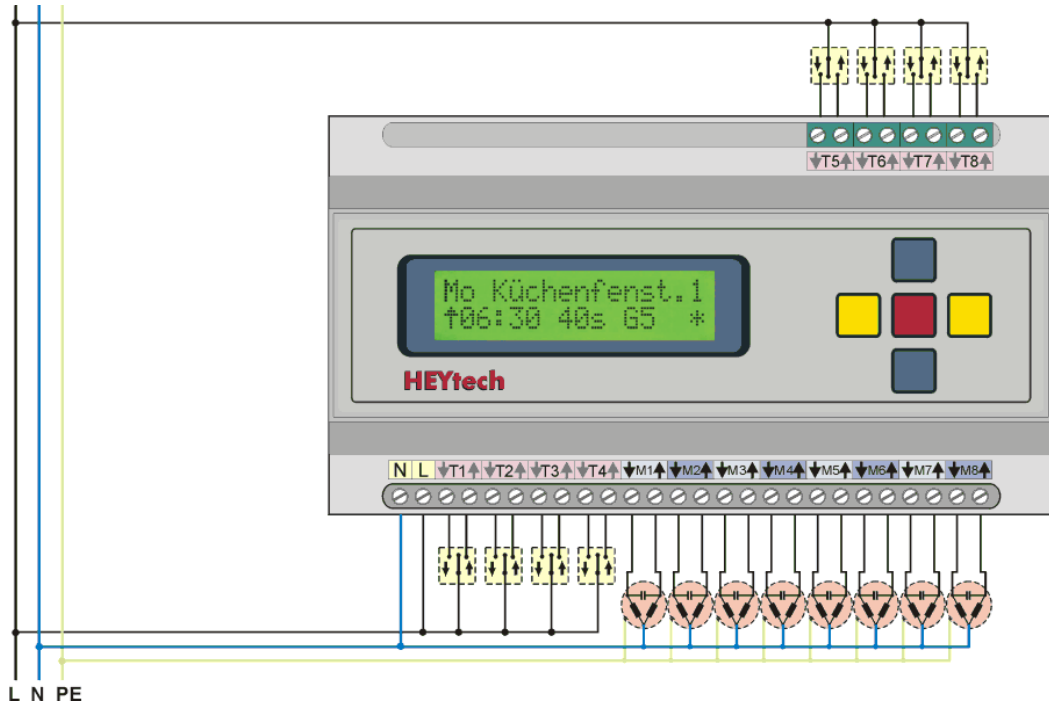 ↓T5↑ ↓T6↑ ↓T7↑ ↓T8↑
Mo Küchenfenst.1
↑06:30 40s G5 *
HEYtech
N L ↓T1↑ ↓T2↑ ↓T3↑ ↓T4↑ ↓M1↑ ↓M2↑ ↓M3↑ ↓M4↑ ↓M5↑ ↓M6↑ ↓M7↑ ↓M8↑
L N PE